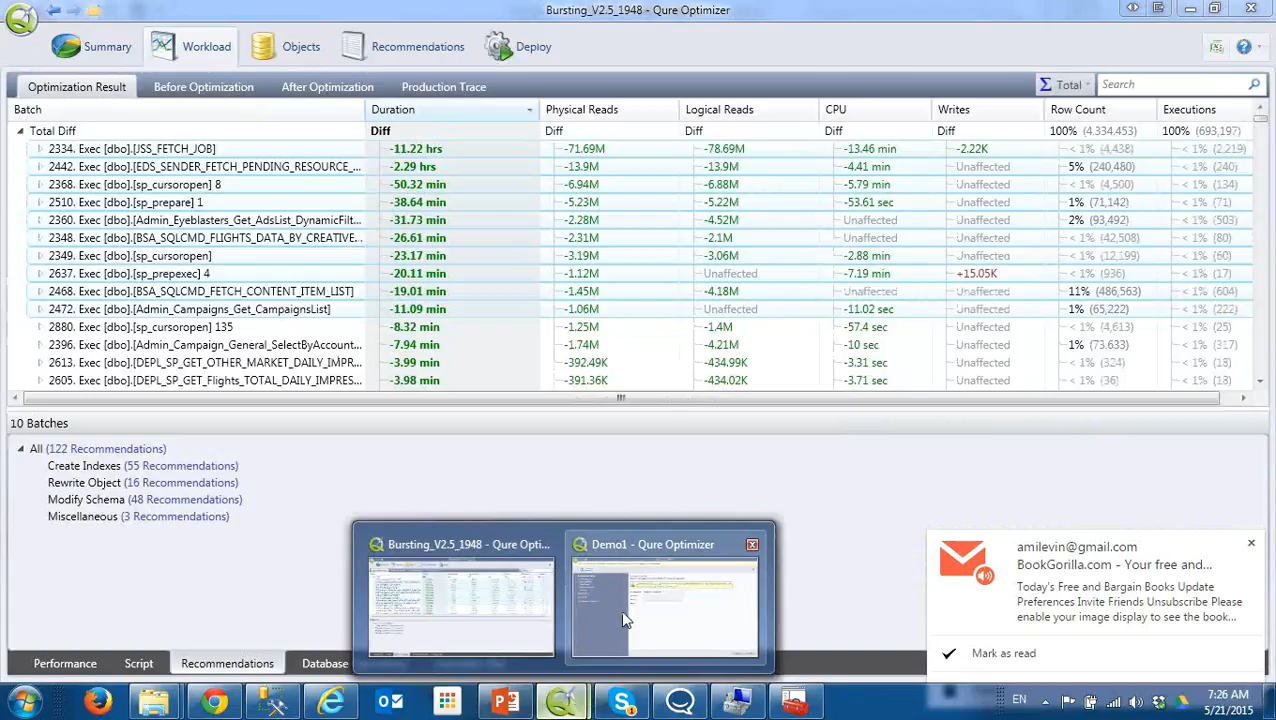 Bursting_V2.5_1948 - Qure Optimizer
Summary
Workload
Objects
Recommendations
Deploy
Optimization Result
Before Optimization
After Optimization
Production Trace
Σ Total
Search
Batch Duration Physical Reads Logical Reads CPU Writes Row Count Executions
Total Diff Diff Diff Diff Diff Diff 100% (4.334,453) 100% (693,197)
2334. Exec [dbo].[JSS_FETCH_JOB] -11.22 hrs -71.69M -78.69M -13.46 min -2.22K < 1% (4,438) < 1% (2,219)
2442. Exec [dbo].[EDS_SENDER_FETCH_PENDING_RESOURCE_... -2.29 hrs -13.9M -13.9M -4.41 min Unaffected 5% (240,480) < 1% (240)
2368. Exec [dbo].[sp_cursoropen] 8 -50.32 min -6.94M -6.88M -5.79 min Unaffected < 1% (4,500) < 1% (134)
2510. Exec [dbo].[sp_prepare] 1 -38.64 min -5.23M -5.22M -53.61 sec Unaffected 1% (71,142) < 1% (71)
2360. Exec [dbo].[Admin_Eyeblasters_Get_AdsList_DynamicFilt... -31.73 min -2.28M -4.52M Unaffected Unaffected 2% (93,492) < 1% (503)
2348. Exec [dbo].[BSA_SQLCMD_FLIGHTS_DATA_BY_CREATIVE... -26.61 min -2.31M -2.1M Unaffected Unaffected < 1% (42,508) < 1% (80)
2349. Exec [dbo].[sp_cursoropen] -23.17 min -3.19M -3.06M -2.88 min Unaffected < 1% (12,199) < 1% (60)
2637. Exec [dbo].[sp_prepexec] 4 -20.11 min -1.12M Unaffected -7.19 min +15.05K < 1% (936) < 1% (206)
2468. Exec [dbo].[BSA_SQLCMD_FETCH_CONTENT_ITEM_LIST] -19.01 min -1.45M -4.18M Unaffected Unaffected 11% (486,563) < 1% (604)
2472. Exec [dbo].[Admin_Campaigns_Get_CampaignsList] -11.09 min -1.06M Unaffected -11.02 sec Unaffected 1% (65,222) < 1% (222)
2880. Exec [dbo].[sp_cursoropen] 135 -8.32 min -1.25M -1.4M -57.4 sec Unaffected < 1% (4,613) < 1% (25)
2396. Exec [dbo].[Admin_Campaign_General_SelectByAccount... -7.94 min -1.74M -4.21M -10 sec Unaffected 1% (73.633) < 1% (317)
2613. Exec [dbo].[DEPL_SP_GET_OTHER_MARKET_DAILY_IMPR... -3.99 min -392.49K -434.99K -3.31 sec Unaffected < 1% (324) < 1% (18)
2605. Exec [dbo].[DEPL_SP_GET_Flights_TOTAL_DAILY_IMPRES... -3.98 min -391.36K -434.02K -3.71 sec Unaffected < 1% (36) < 1% (18)
10 Batches
All (122 Recommendations)
Create Indexes (55 Recommendations)
Rewrite Object (16 Recommendations)
Modify Schema (48 Recommendations)
Miscellaneous (3 Recommendations)
Bursting_V2.5_1948 - Qure Opti...
Demo1 - Qure Optimizer
amilevin@gmail.com
BookGorilla.com - Your free and...
Today's Free and Bargain Books Update
Preferences Invite Friends Unsubscribe Please
enable your image display to see the book...
Mark as read
Performance
Script
Recommendations
Database
EN
7:26 AM
5/21/2015